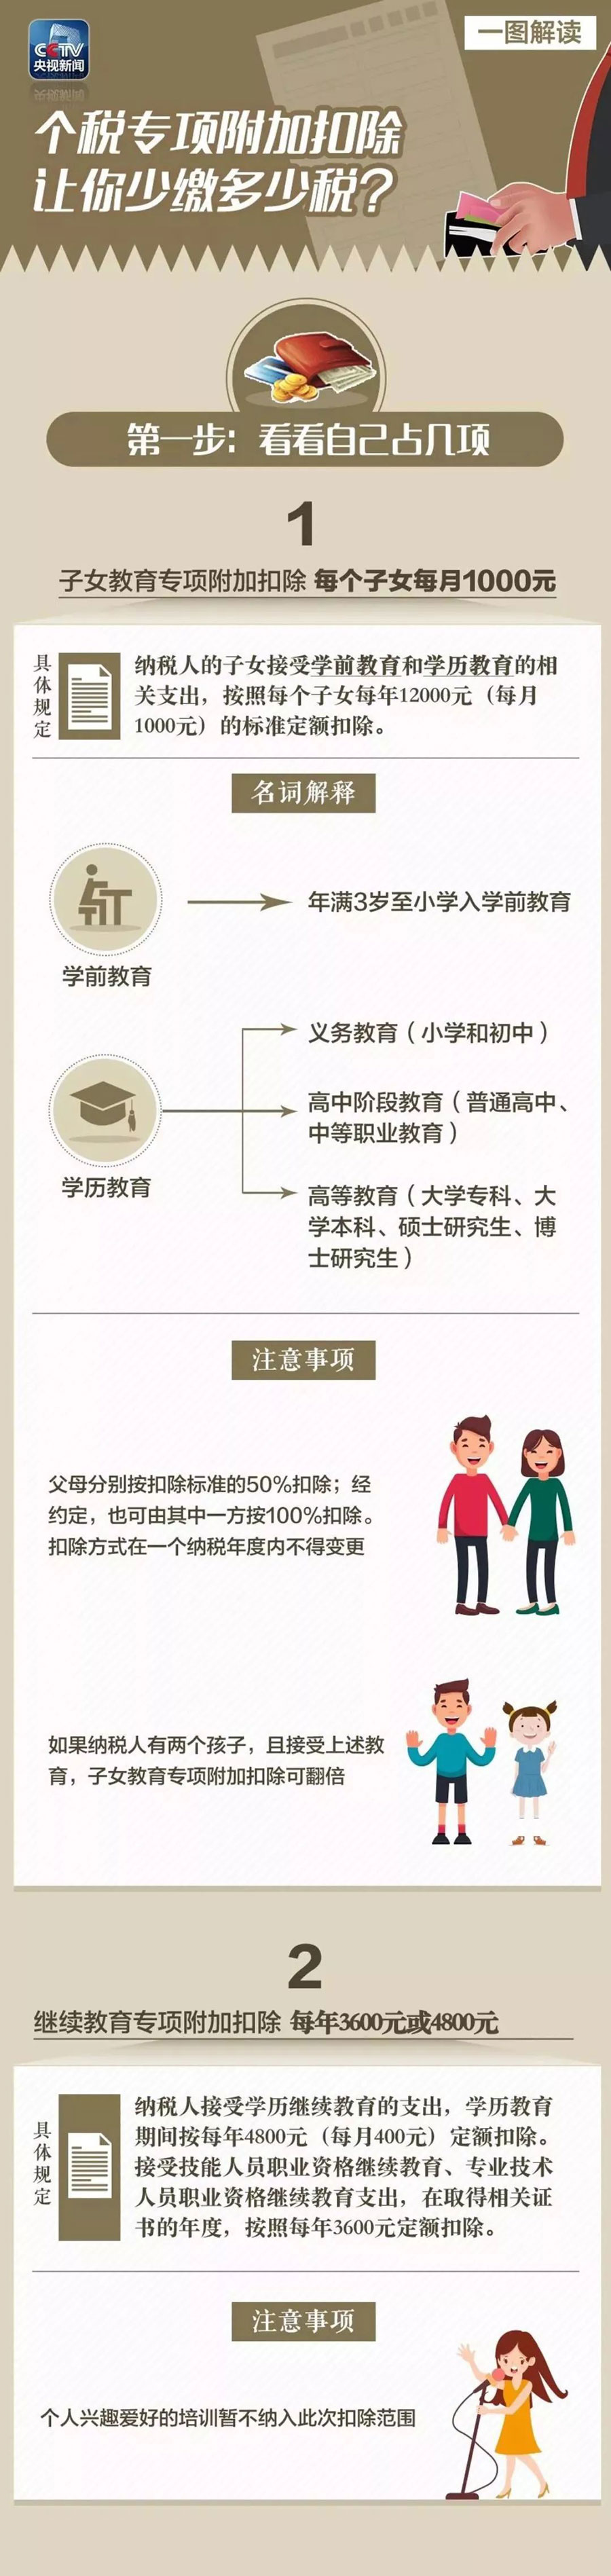 CCTV
央视新闻
一图解读
个税专项附加扣除
让你少缴多少税?
第一步: 看看自己占几项
1
子女教育专项附加扣除 每个子女每月1000元
具体规定
纳税人的子女接受学前教育和学历教育的相
关支出，按照每个子女每年12000元（每月
1000元）的标准定额扣除。
名词解释
学前教育
年满3岁至小学入学前教育
学历教育
义务教育（小学和初中）
高中阶段教育（普通高中、
中等职业教育）
高等教育（大学专科、大
学本科、硕士研究生、博
士研究生）
注意事项
父母分别按扣除标准的50%扣除；经
约定，也可由其中一方按100%扣除。
扣除方式在一个纳税年度内不得变更
如果纳税人有两个孩子，且接受上述教
育，子女教育专项附加扣除可翻倍
2
继续教育专项附加扣除 每年3600元或4800元
具体规定
纳税人接受学历继续教育的支出，学历教育
期间按每年4800元（每月400元）定额扣除。
接受技能人员职业资格继续教育、专业技术
人员职业资格继续教育支出，在取得相关证
书的年度，按照每年3600元定额扣除。
注意事项
个人兴趣爱好的培训暂不纳入此次扣除范围